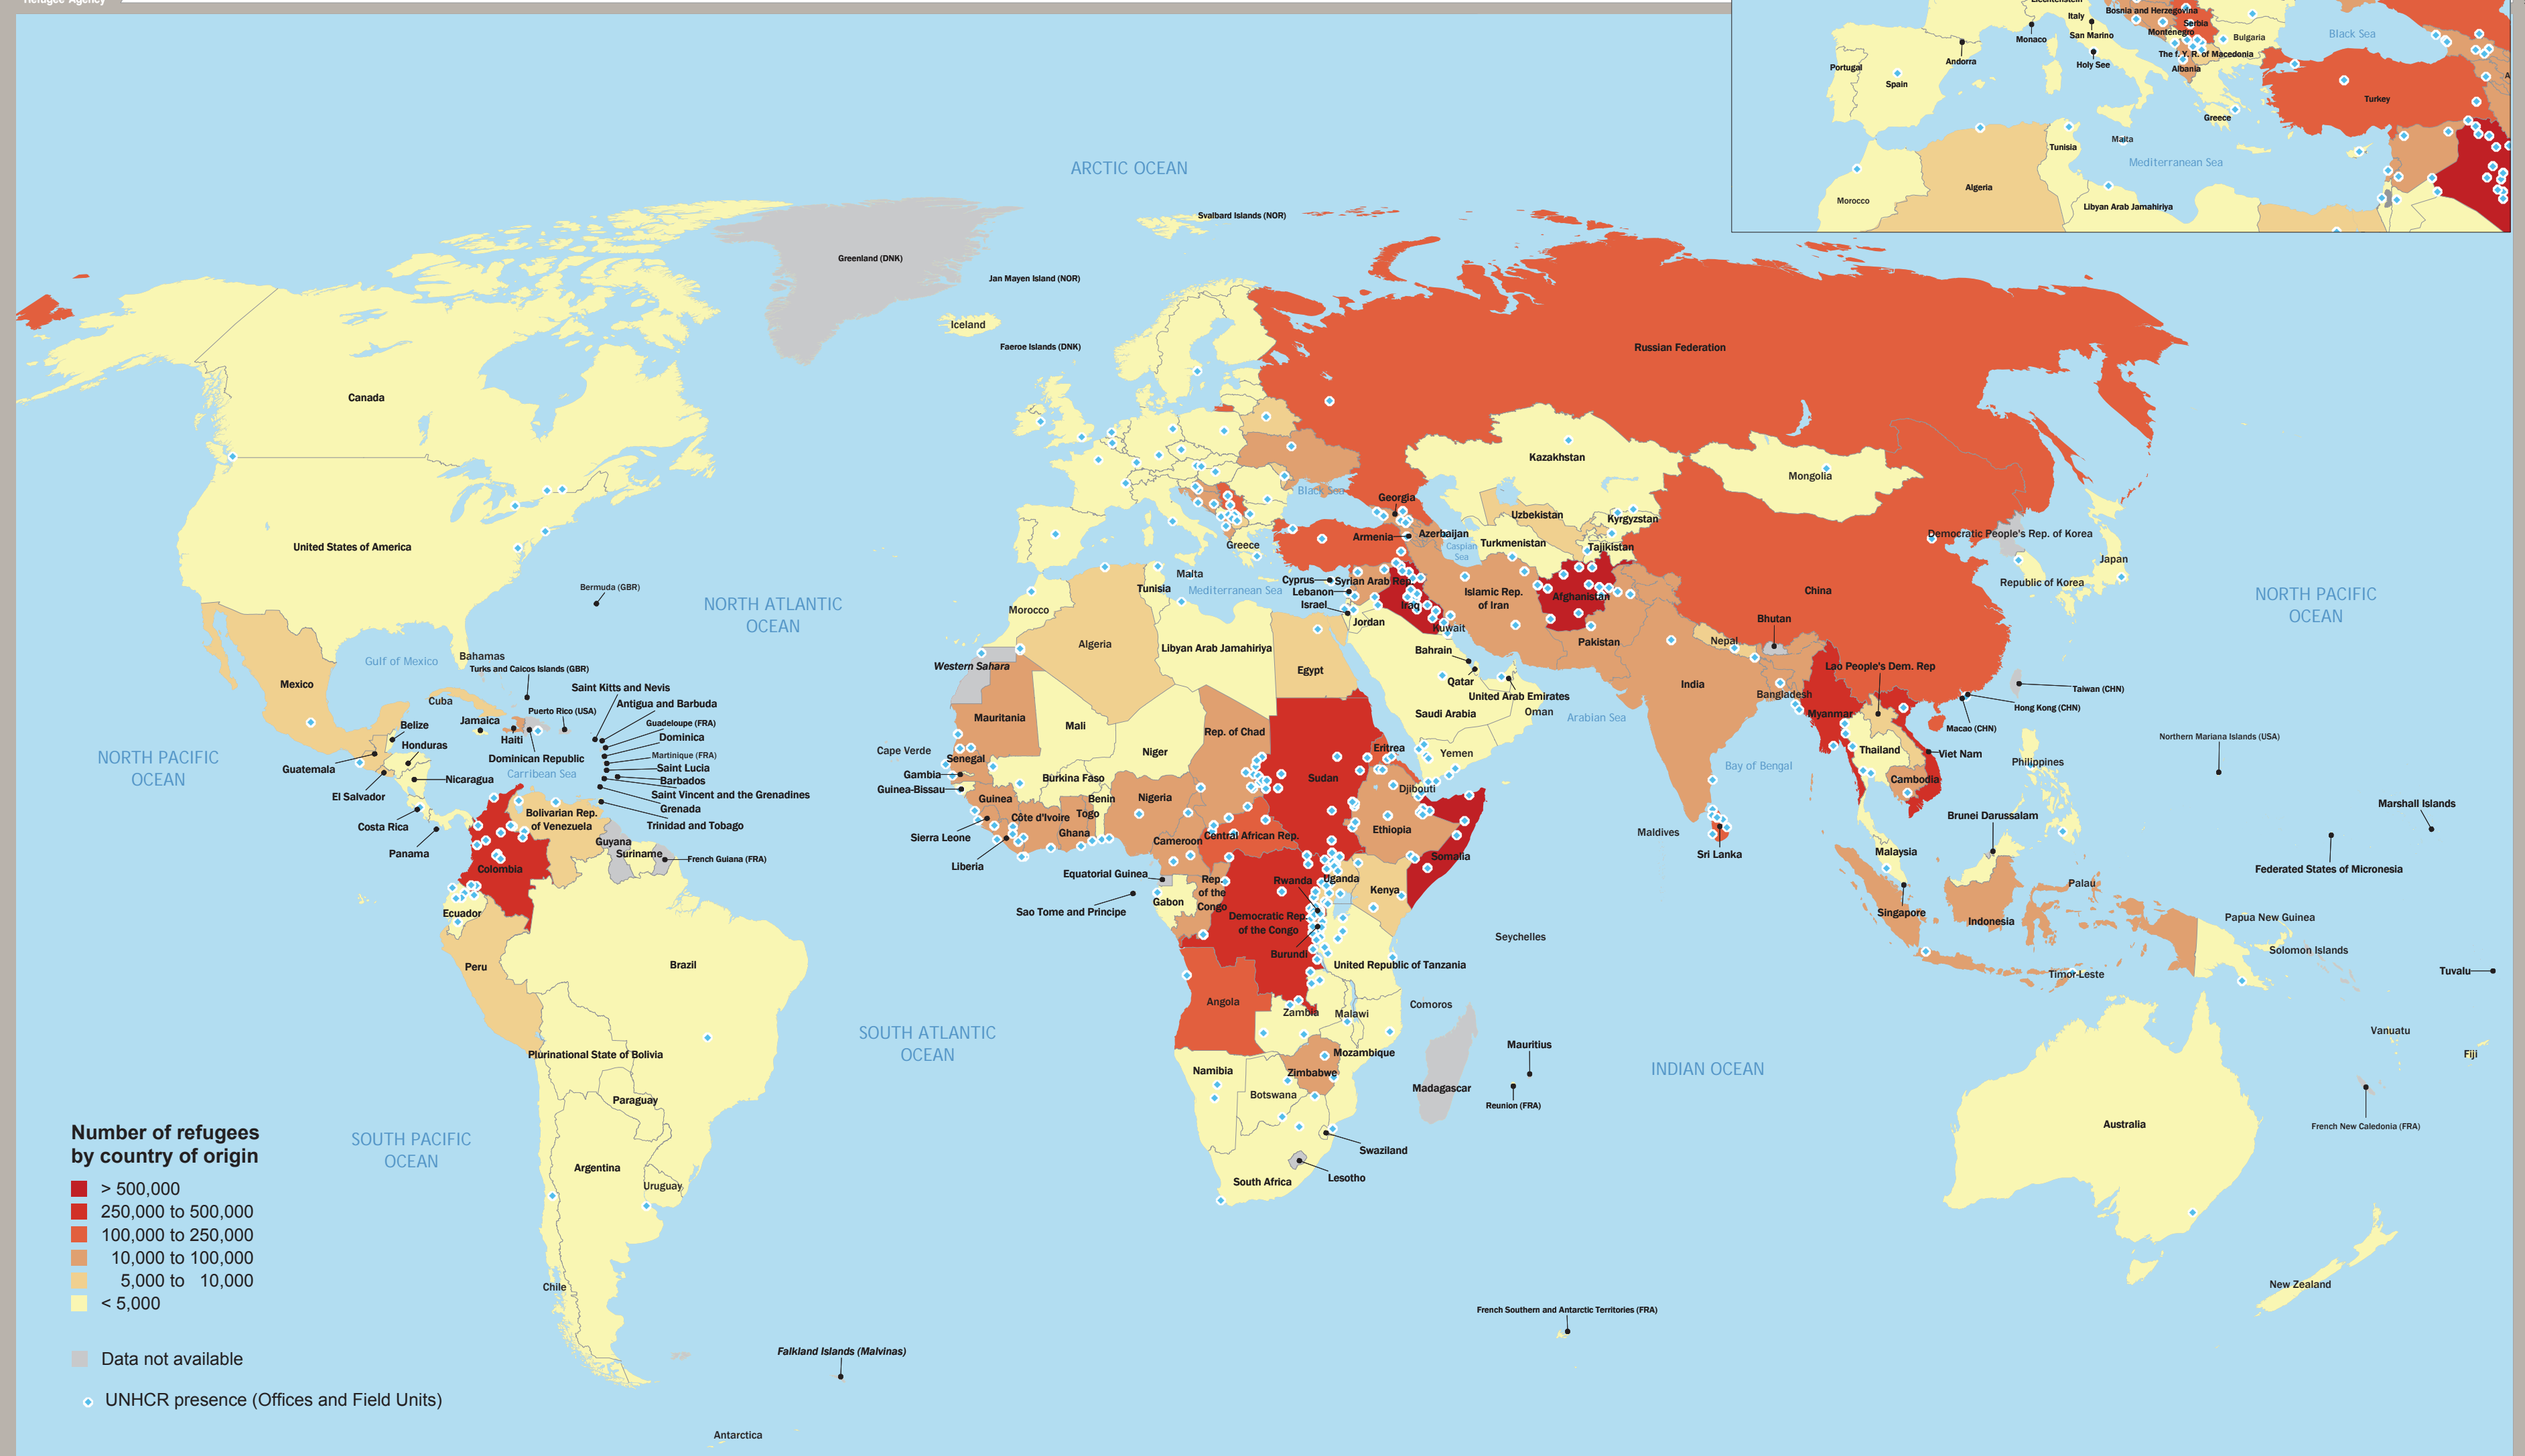 Refugee Agency
Liechtenstein
Bosnia and Herzegovina
Italy
Serbia
Monaco
San Marino
Montenegro
Bulgaria
Black Sea
The f. Y. R. of Macedonia
Portugal
Andorra
Holy See
Albania
A
Spain
Turkey
Greece
Malta
Tunisia
Mediterranean Sea
Algeria
Morocco
Libyan Arab Jamahiriya
ARCTIC OCEAN
Svalbard Islands (NOR)
Greenland (DNK)
Jan Mayen Island (NOR)
Iceland
Faeroe Islands (DNK)
Russian Federation
Canada
Kazakhstan
Mongolia
Black Sea
Georgia
Uzbekistan
Kyrgyzstan
United States of America
Greece
Armenia
Azerbaijan
Caspian
Sea
Turkmenistan
Tajikistan
Democratic People's Rep. of Korea
Japan
Republic of Korea
Bermuda (GBR)
NORTH ATLANTIC
OCEAN
Malta
Tunisia
Mediterranean Sea
Cyprus
Syrian Arab Rep.
Lebanon
Israel
Iraq
Islamic Rep.
of Iran
Afghanistan
China
NORTH PACIFIC
OCEAN
Morocco
Jordan
Kuwait
Bhutan
Gulf of Mexico
Bahamas
Algeria
Libyan Arab Jamahiriya
Egypt
Pakistan
Nepal
Bahrain
Western Sahara
Turks and Caicos Islands (GBR)
Lao People's Dem. Rep
Mexico
Saint Kitts and Nevis
Qatar
India
Taiwan (CHN)
Cuba
Antigua and Barbuda
United Arab Emirates
Bangladesh
Hong Kong (CHN)
Puerto Rico (USA)
Oman
Saudi Arabia
Arabian Sea
Myanmar
Macao (CHN)
Belize
Jamaica
Guadeloupe (FRA)
Mauritania
Mali
Rep. of Chad
Haiti
Dominica
Northern Mariana Islands (USA)
Honduras
Cape Verde
Niger
Eritrea
Yemen
Thailand
Viet Nam
NORTH PACIFIC
OCEAN
Dominican Republic
Martinique (FRA)
Senegal
Philippines
Guatemala
Carribean Sea
Saint Lucia
Gambia
Burkina Faso
Sudan
Bay of Bengal
Nicaragua
Barbados
Guinea-Bissau
Djibouti
Cambodia
El Salvador
Saint Vincent and the Grenadines
Guinea
Benin
Nigeria
Marshall Islands
Grenada
Togo
Bolivarian Rep.
of Venezuela
Côte d'Ivoire
Brunei Darussalam
Costa Rica
Trinidad and Tobago
Sierra Leone
Ghana
Cameroon
Central African Rep.
Ethiopia
Maldives
Guyana
Panama
Suriname
French Guiana (FRA)
Liberia
Somalia
Sri Lanka
Malaysia
Colombia
Equatorial Guinea
Rep.
of the
Congo
Rwanda
Uganda
Kenya
Federated States of Micronesia
Palau
Gabon
Sao Tome and Principe
Ecuador
Democratic Rep.
of the Congo
Singapore
Indonesia
Papua New Guinea
Seychelles
Solomon Islands
Burundi
Peru
Brazil
United Republic of Tanzania
Timor-Leste
Tuvalu
Angola
Comoros
Zambia
Malawi
SOUTH ATLANTIC
OCEAN
Vanuatu
Mauritius
Plurinational State of Bolivia
Mozambique
Fiji
INDIAN OCEAN
Namibia
Zimbabwe
Madagascar
Paraguay
Botswana
Reunion (FRA)
Australia
French New Caledonia (FRA)
SOUTH PACIFIC
OCEAN
Swaziland
Argentina
Lesotho
Uruguay
South Africa
Chile
New Zealand
French Southern and Antarctic Territories (FRA)
Falkland Islands (Malvinas)
Antarctica
Number of refugees
by country of origin
> 500,000
250,000 to 500,000
100,000 to 250,000
10,000 to 100,000
5,000 to 10,000
< 5,000
Data not available
UNHCR presence (Offices and Field Units)